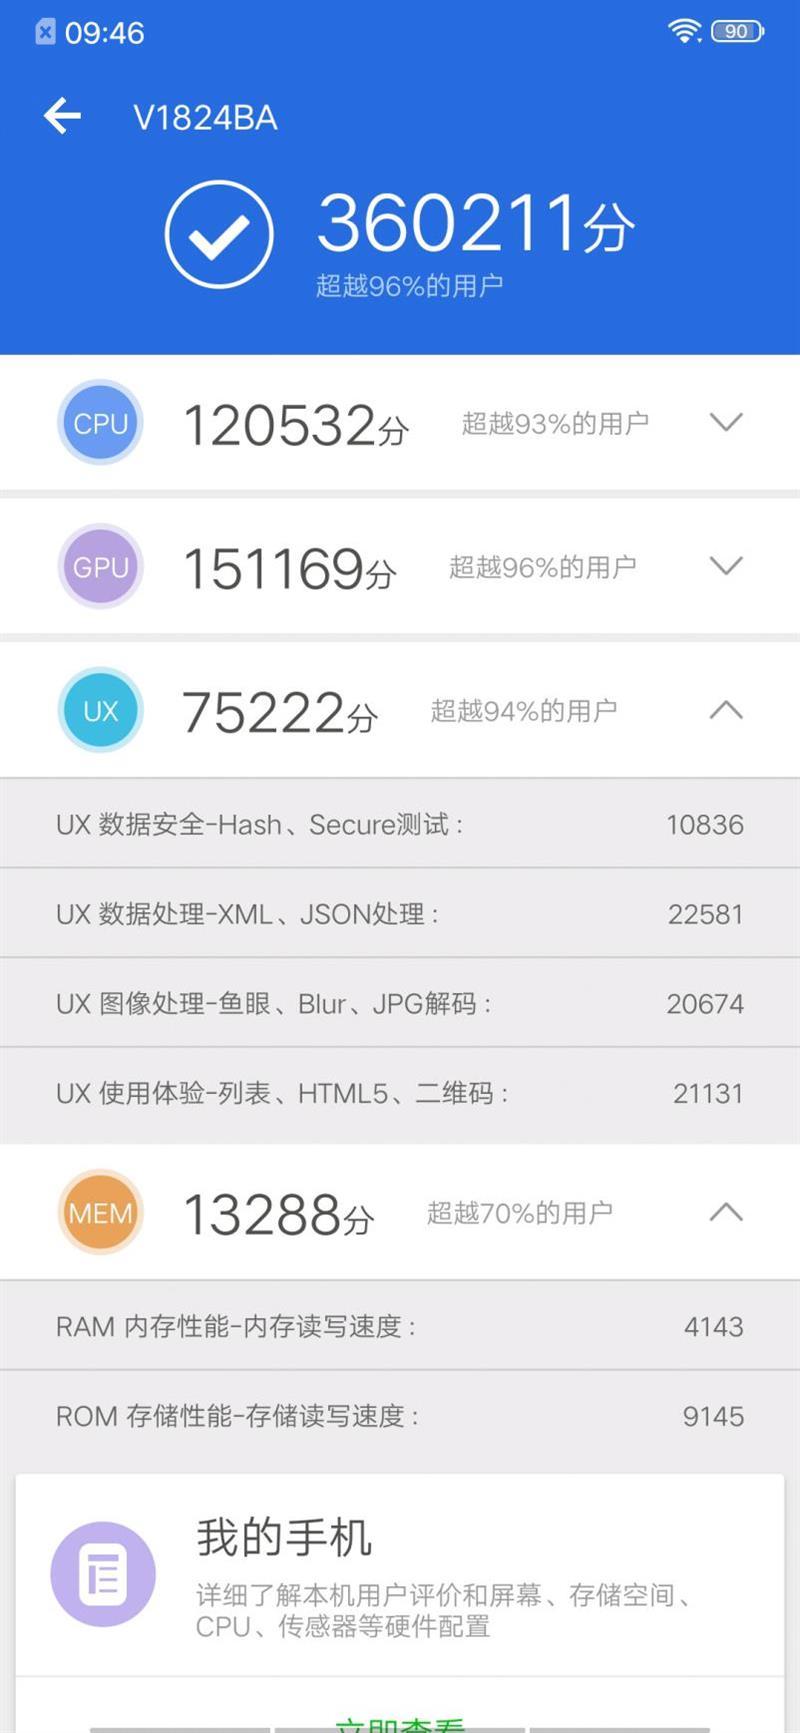 09:46
90
V1824BA
360211分
超越96%的用户
CPU 120532分 超越93%的用户
GPU 151169分 超越96%的用户
UX 75222分 超越94%的用户
UX 数据安全-Hash、Secure测试: 10836
UX 数据处理-XML、JSON处理: 22581
UX 图像处理-鱼眼、Blur、JPG解码: 20674
UX 使用体验-列表、HTML5、二维码: 21131
MEM 13288分 超越70%的用户
RAM 内存性能-内存读写速度: 4143
ROM 存储性能-存储读写速度: 9145
我的手机
详细了解本机用户评价和屏幕、存储空间、
CPU、传感器等硬件配置
立即查看